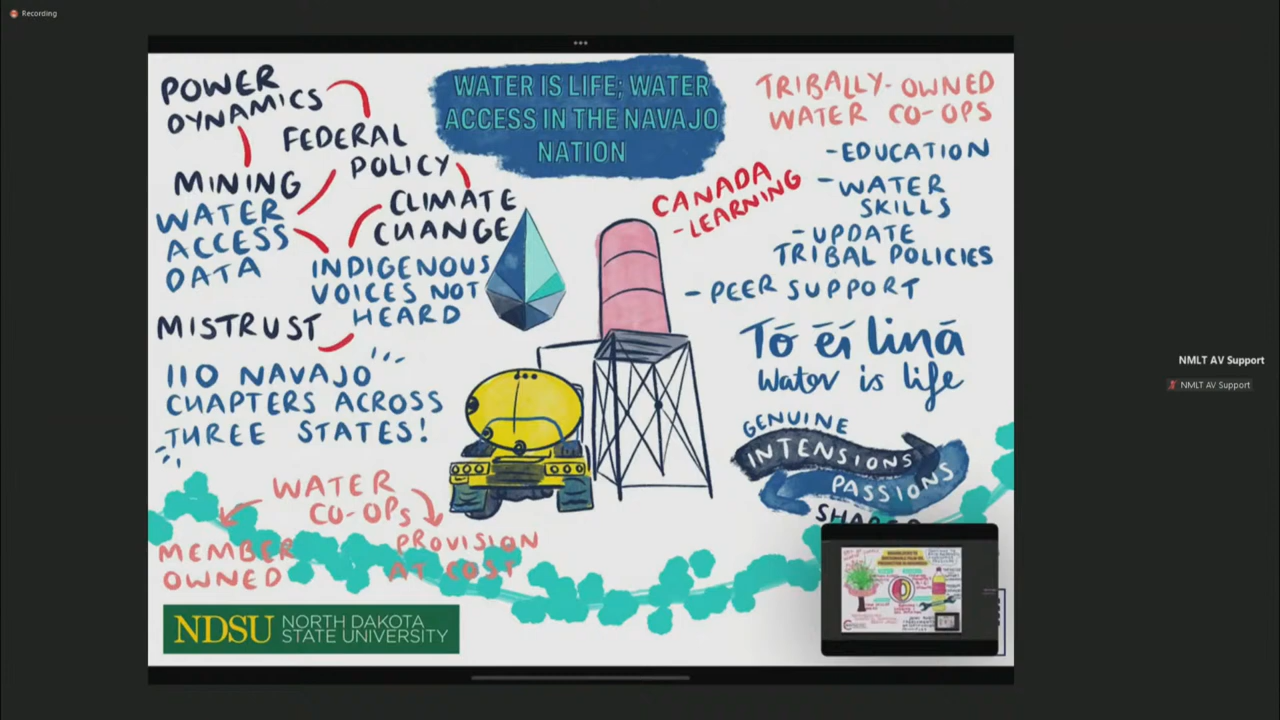 Recording
WATER IS LIFE; WATER
ACCESS IN THE NAVAJO
NATION
POWER
DYNAMICS
FEDERAL
POLICY
MINING
CLIMATE
CHANGE
WATER
ACCESS
DATA
INDIGENOUS
VOICES NOT
HEARD
MISTRUST
110 NAVAJO
CHAPTERS ACROSS
THREE STATES!
WATER
CO-OPs
MEMBER
OWNED
PROVISION
AT COST
NDSU NORTH DAKOTA
STATE UNIVERSITY
CANADA
-LEARNING
TRIBALLY-OWNED
WATER CO-OPS
-EDUCATION
-WATER
SKILLS
-UPDATE
TRIBAL POLICIES
-PEER SUPPORT
Tō ēí līnā
Water is life
GENUINE
INTENSIONS
PASSIONS
NMLT AV Support
NMLT AV Support